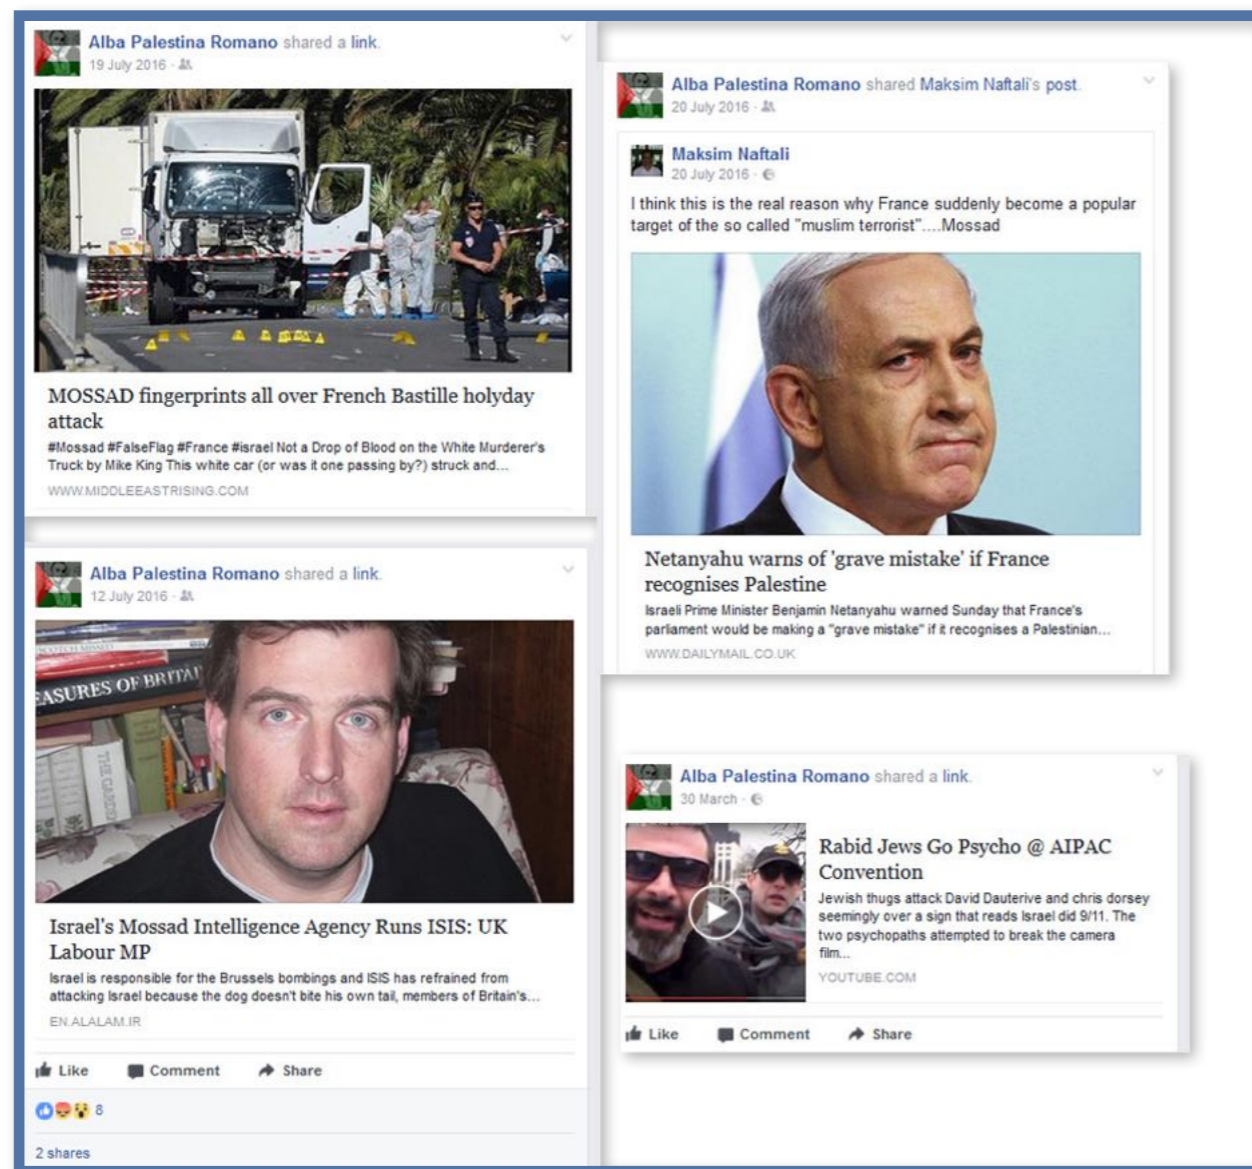 Alba Palestina Romano shared a link.
19 July 2016
MOSSAD fingerprints all over French Bastille holyday
attack
#Mossad #FalseFlag #France #israel Not a Drop of Blood on the White Murderer's
Truck by Mike King This white car (or was it one passing by?) struck and...
WWW.MIDDLEEASTRISING.COM
Alba Palestina Romano shared a link.
12 July 2016
EASURES OF BRITAI
Israel's Mossad Intelligence Agency Runs ISIS: UK
Labour MP
Israel is responsible for the Brussels bombings and ISIS has refrained from
attacking Israel because the dog doesn't bite his own tail, members of Britain's...
EN.ALALAM.IR
Like Comment Share
8
2 shares
Alba Palestina Romano shared Maksim Naftali's post.
20 July 2016
Maksim Naftali
20 July 2016
I think this is the real reason why France suddenly become a popular
target of the so called "muslim terrorist"....Mossad
Netanyahu warns of 'grave mistake' if France
recognises Palestine
Israeli Prime Minister Benjamin Netanyahu warned Sunday that France's
parliament would be making a "grave mistake" if it recognises a Palestinian...
WWW.DAILYMAIL.CO.UK
Alba Palestina Romano shared a link.
30 March
Rabid Jews Go Psycho @ AIPAC
Convention
Jewish thugs attack David Dauterive and chris dorsey
seemingly over a sign that reads Israel did 9/11. The
two psychopaths attempted to break the camera
film...
YOUTUBE.COM
Like Comment Share